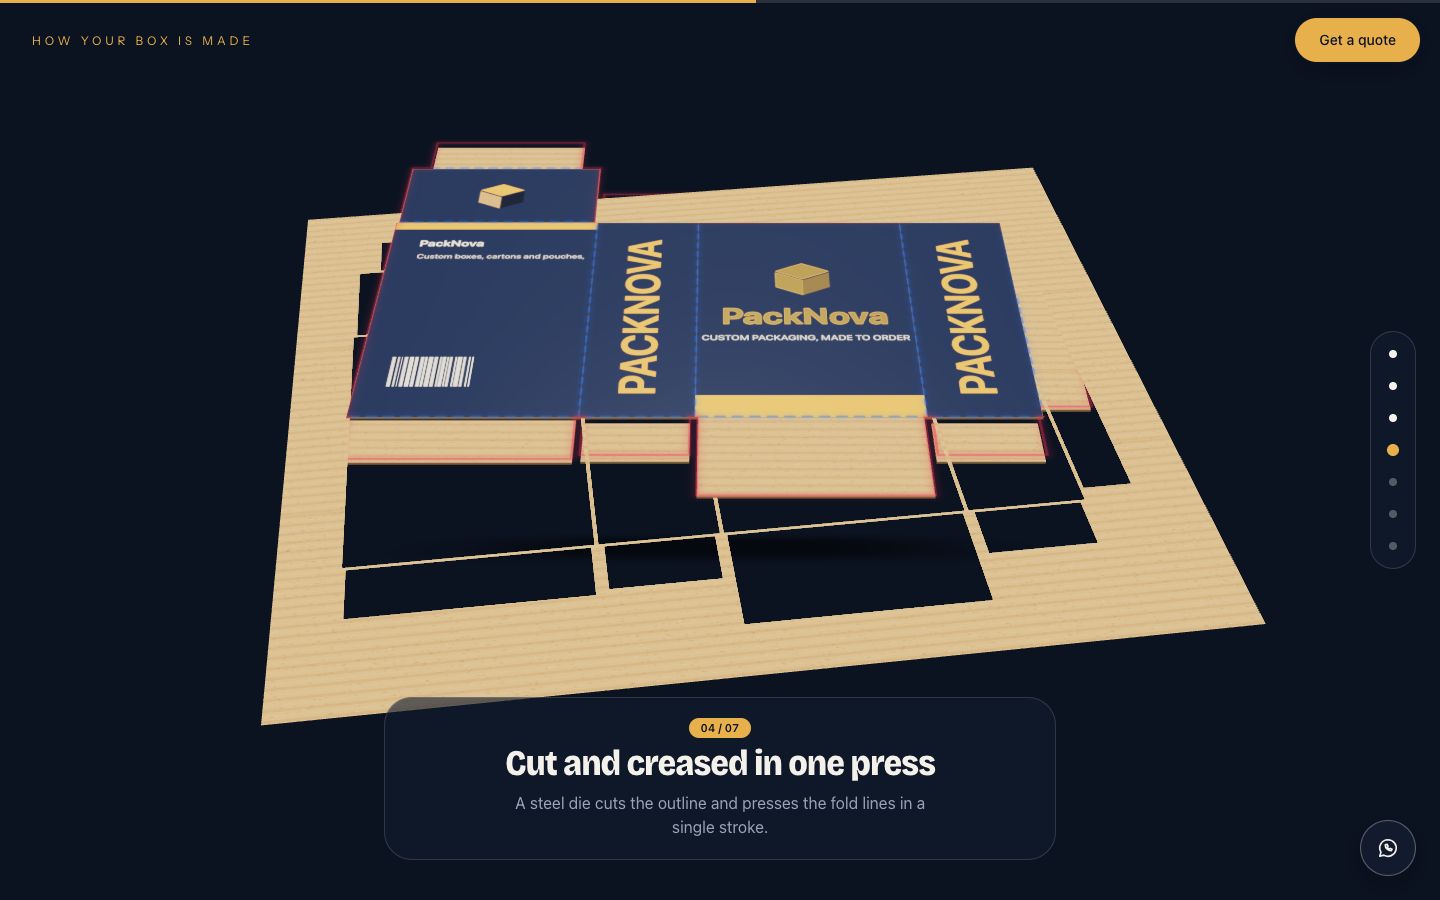 HOW YOUR BOX IS MADE
Get a quote
PackNova
Custom boxes, cartons and pouches,
PACKNOVA
PackNova
CUSTOM PACKAGING, MADE TO ORDER
PACKNOVA
04 / 07
Cut and creased in one press
A steel die cuts the outline and presses the fold lines in a
single stroke.